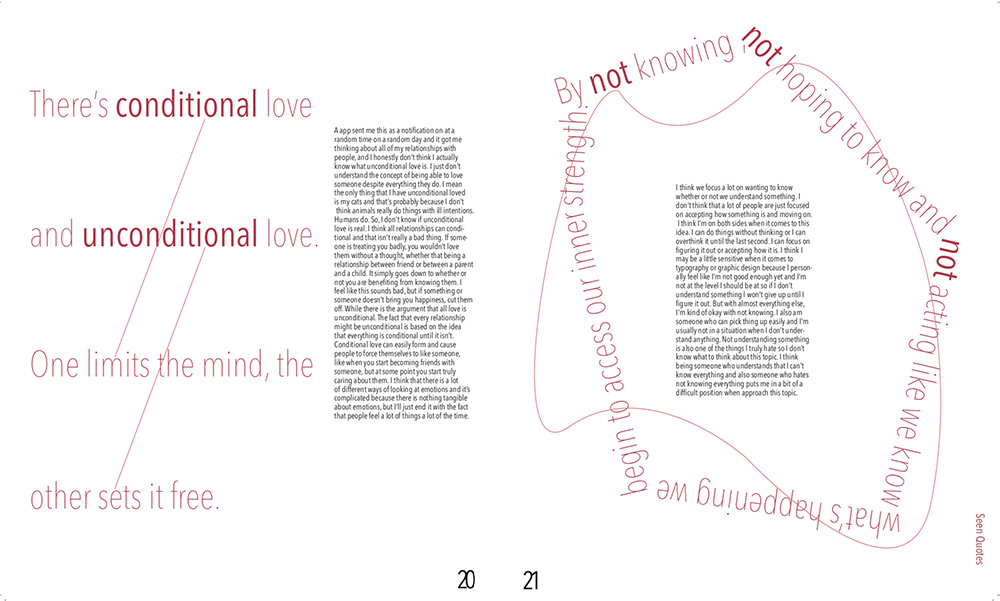 There's conditional love
and unconditional love.
One limits the mind, the
other sets it free.
A app sent me this as a notification on at a
random time on a random day and it got me
thinking about all of my relationships with
people, and I honestly don't think I actually
know what unconditional love is. I just don't
understand the concept of being able to love
someone despite everything they do. I mean
the only thing that I have unconditional loved
is my cats and that's probably because I don't
think animals really do things with ill intentions.
Humans do. So, I don't know if unconditional
love is real. I think all relationships can condi-
tional and that isn't really a bad thing. If some-
one is treating you badly, you wouldn't love
them without a thought, whether that being a
relationship between friend or between a parent
and a child. It simply goes down to whether or
not you are benefiting from knowing them. I
feel like this sounds bad, but if something or
someone doesn't bring you happiness, cut them
off. While there is the argument that all love is
unconditional. The fact that every relationship
might be unconditional is based on the idea
that everything is conditional until it isn't.
Conditional love can easily form and cause
people to force themselves to like someone,
like when you start becoming friends with
someone, but at some point you start truly
caring about them. I think that there is a lot
of different ways of looking at emotions and it's
complicated because there is nothing tangible
about emotions, but I'll just end it with the fact
that people feel a lot of things a lot of the time.
20
By not knowing ,not hoping to know and not acting like we know what's happening we begin to access our inner strength.
I think we focus a lot on wanting to know
whether or not we understand something. I
don't think that a lot of people are just focused
on accepting how something is and moving on.
I think I'm on both sides when it comes to this
idea. I can do things without thinking or I can
overthink it until the last second. I can focus on
figuring it out or accepting how it is. I think I
may be a little sensitive when it comes to
typography or graphic design because I person-
ally feel like I'm not good enough yet and I'm
not at the level I should be at so if I don't
understand something I won't give up until I
figure it out. But with almost everything else,
I'm kind of okay with not knowing. I also am
someone who can pick thing up easily and I'm
usually not in a situation when I don't under-
stand anything. Not understanding something
is also one of the things I truly hate so I don't
know what to think about this topic. I think
being someone who understands that I can't
know everything and also someone who hates
not knowing everything puts me in a bit of a
difficult position when approach this topic.
21
Seen Quotes